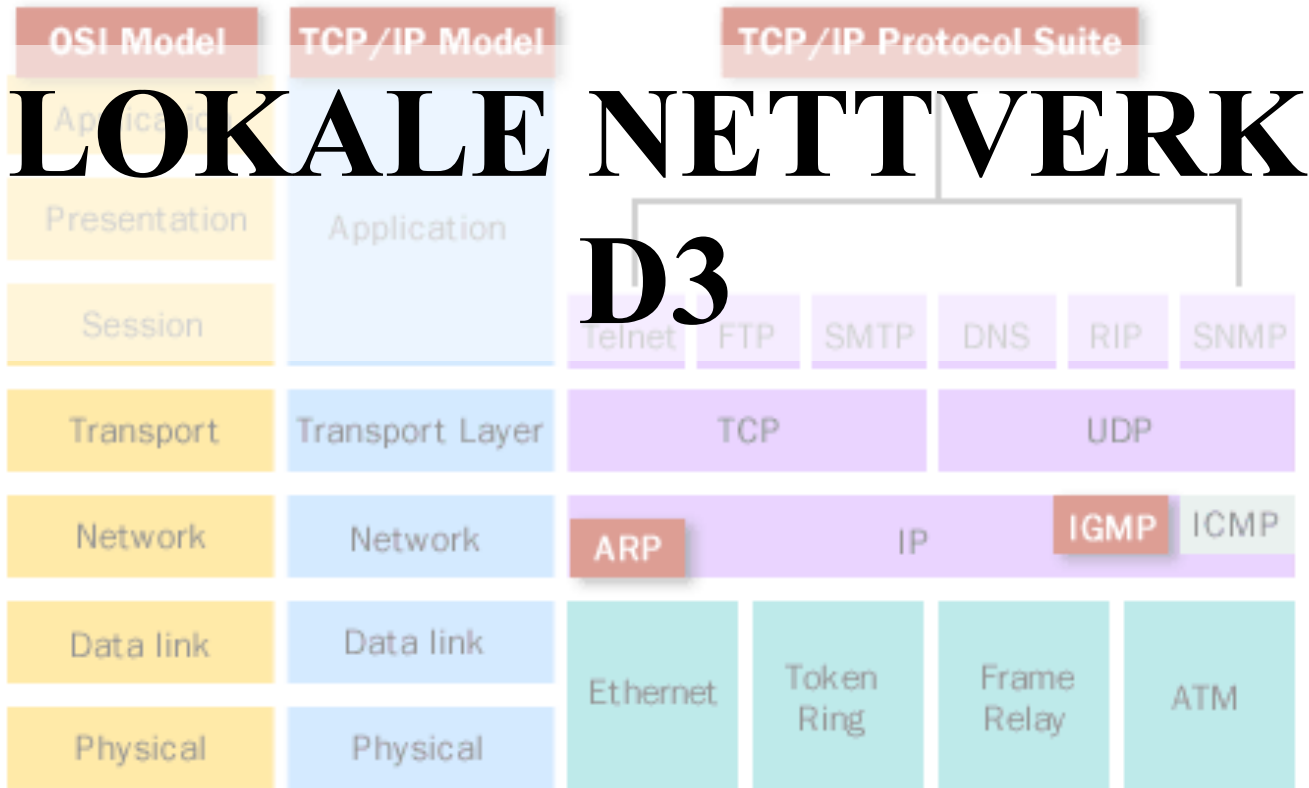 OSI Model TCP/IP Model TCP/IP Protocol Suite
LOKALE NETTVERK
D3
Application
Presentation Application
Session Telnet FTP SMTP DNS RIP SNMP
Transport Transport Layer TCP UDP
Network Network ARP IP IGMP ICMP
Data link Data link
Ethernet Token Ring Frame Relay ATM
Physical Physical